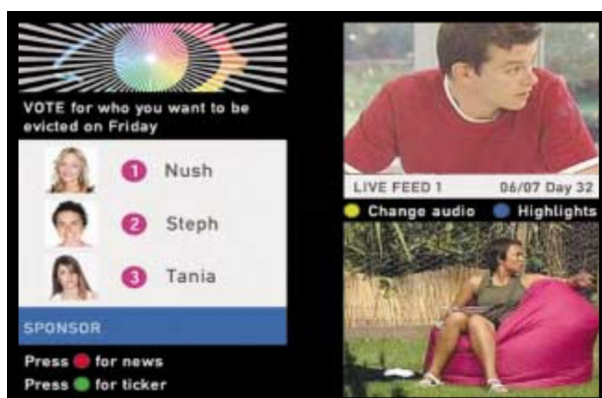 VOTE for who you want to be
evicted on Friday
1 Nush
2 Steph
3 Tania
SPONSOR
Press for news
Press for ticker
LIVE FEED 1 06/07 Day 32
Change audio Highlights